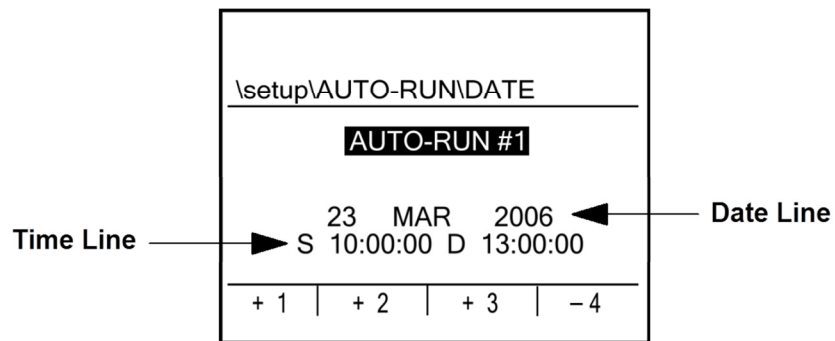 \setup\AUTO-RUN\DATE
AUTO-RUN #1
23 MAR 2006
Date Line
Time Line
S 10:00:00 D 13:00:00
+ 1 + 2 + 3 – 4